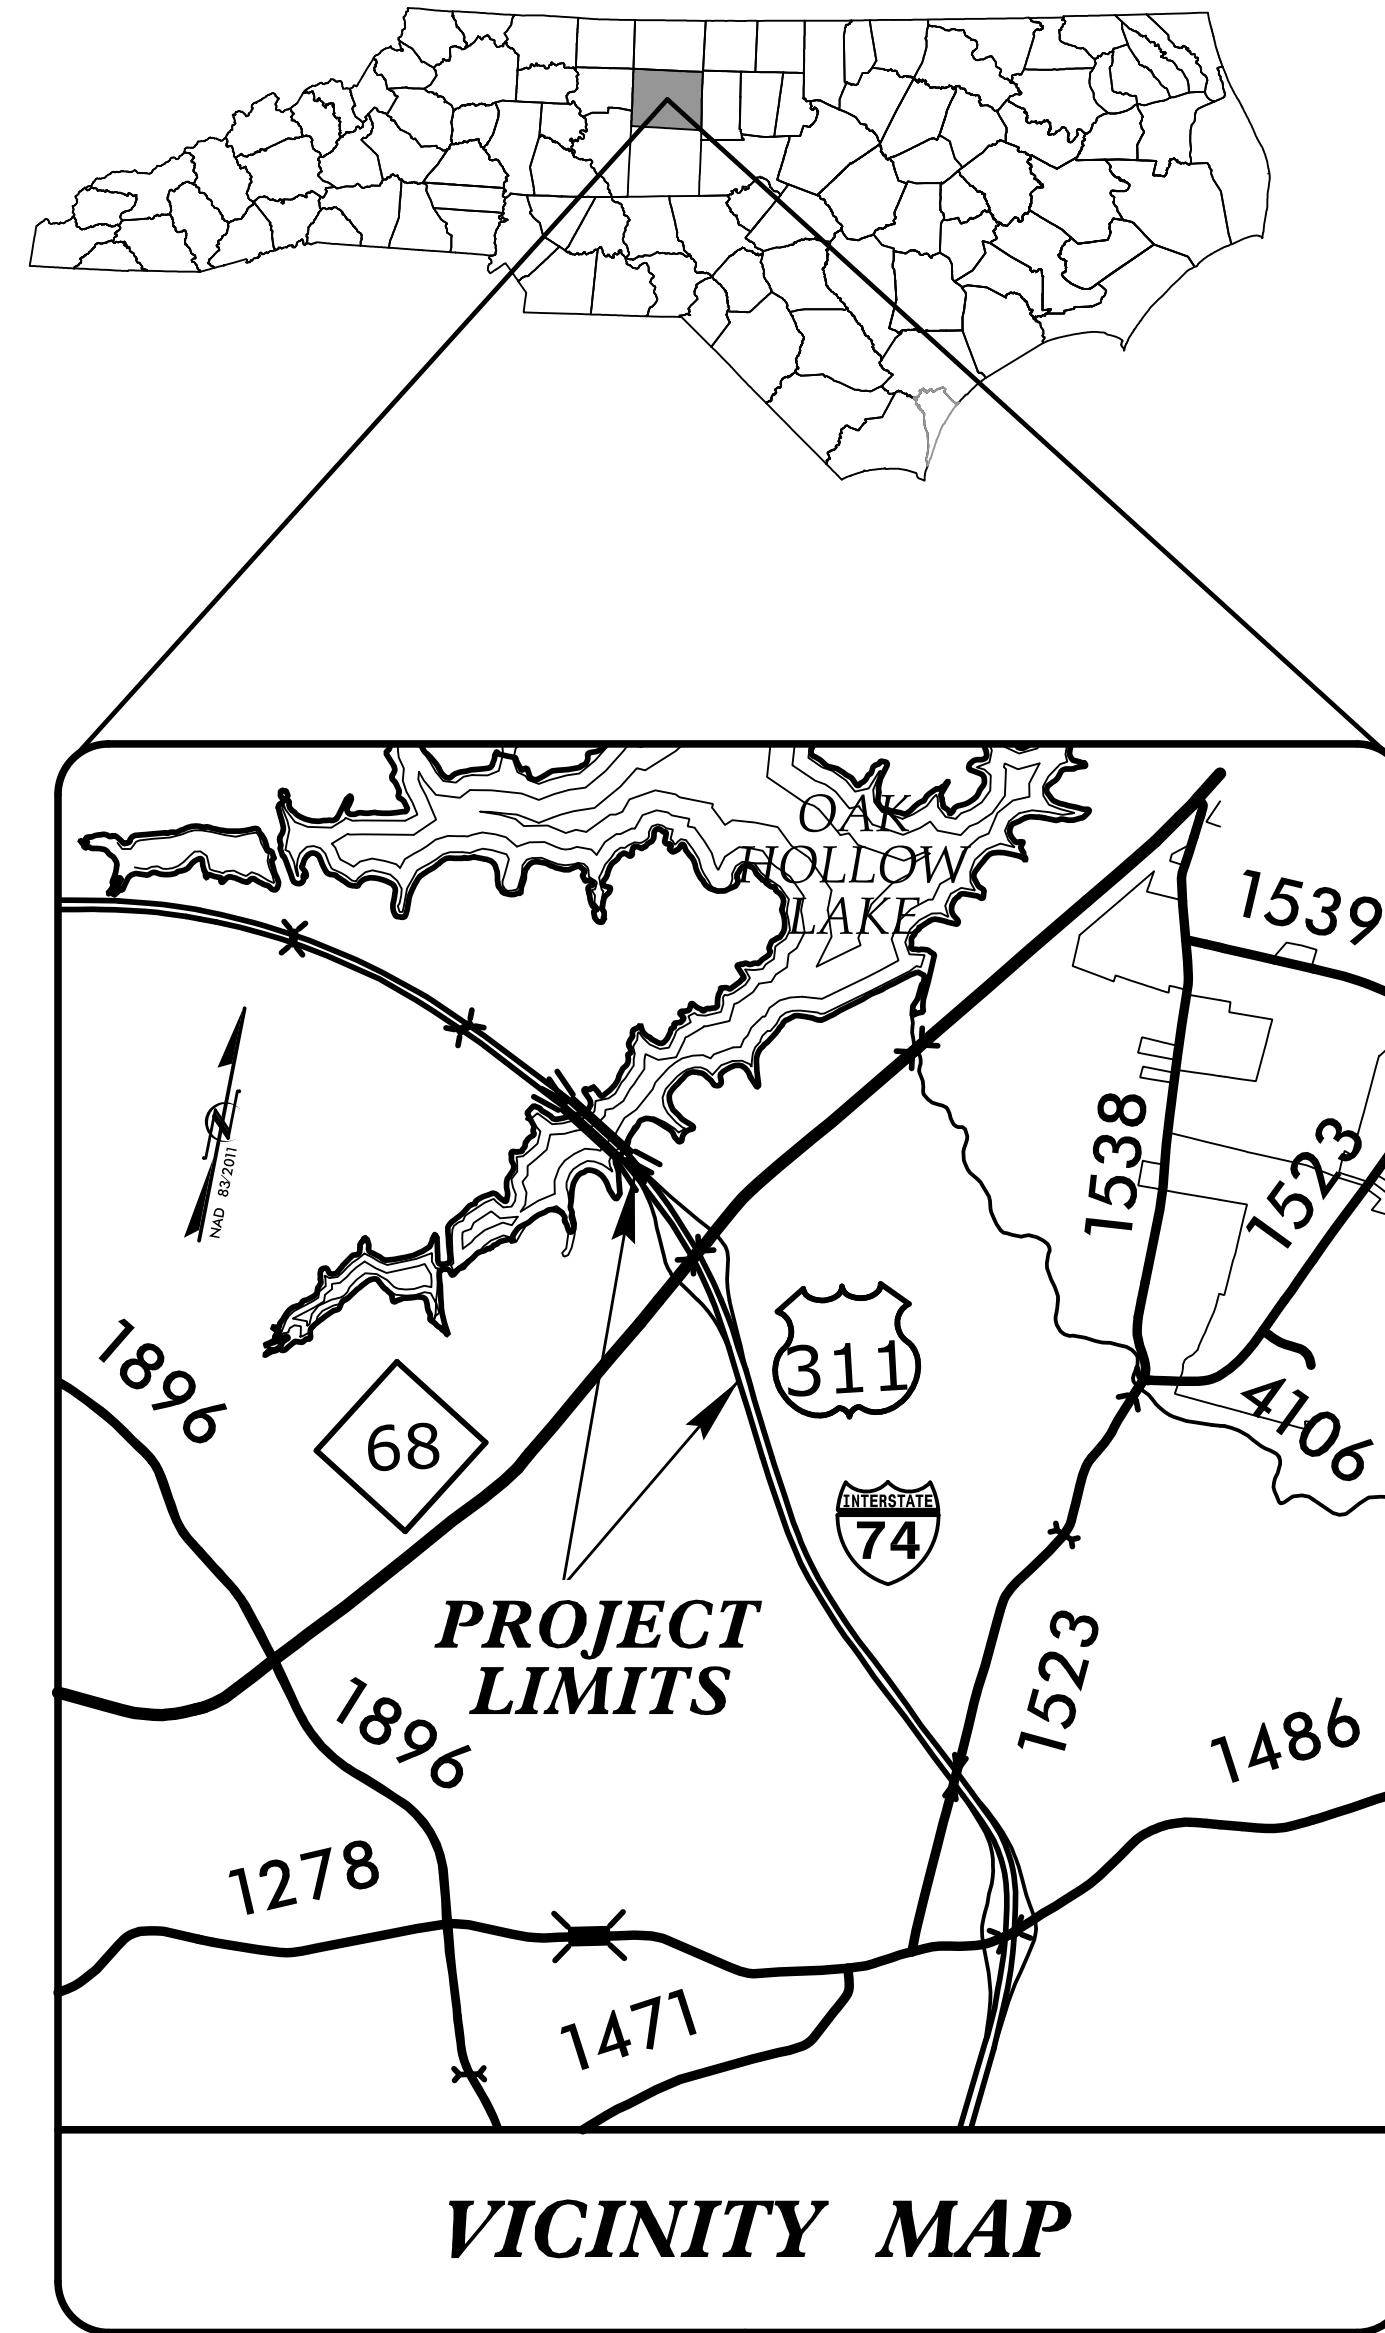 OAK
HOLLOW
LAKE
1539
NAD 83/2011
1538
1523
311
1896
68
4106
INTERSTATE
74
PROJECT
LIMITS
1523
1896
1486
1278
1471
VICINITY MAP